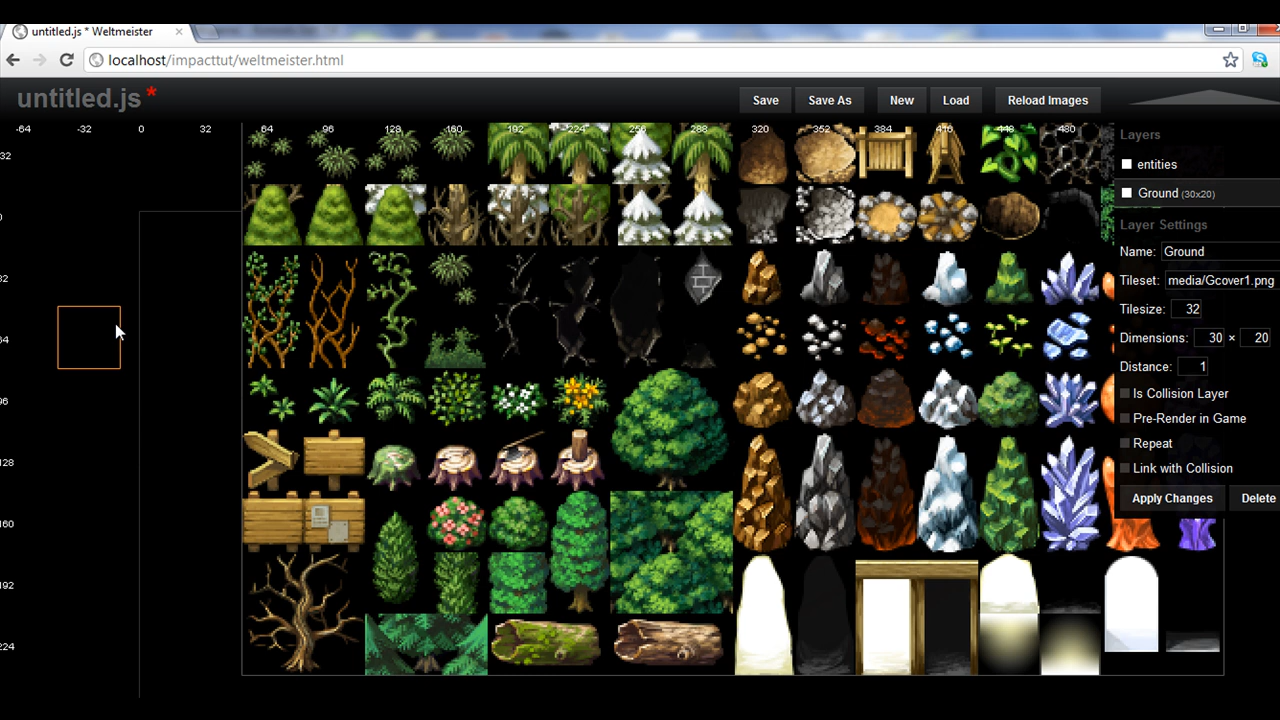 untitled.js * Weltmeister
localhost/impacttut/weltmeister.html
untitled.js *
Save
Save As
New
Load
Reload Images
-64 -32 0 32 64 96 128 160 192 224 256 288 320 352 384 416 448 480
32
0
32
64
96
128
160
192
224
Layers
entities
Ground (30x20)
Layer Settings
Name: Ground
Tileset: media/Gcover1.png
Tilesize: 32
Dimensions: 30 × 20
Distance: 1
Is Collision Layer
Pre-Render in Game
Repeat
Link with Collision
Apply Changes
Delete